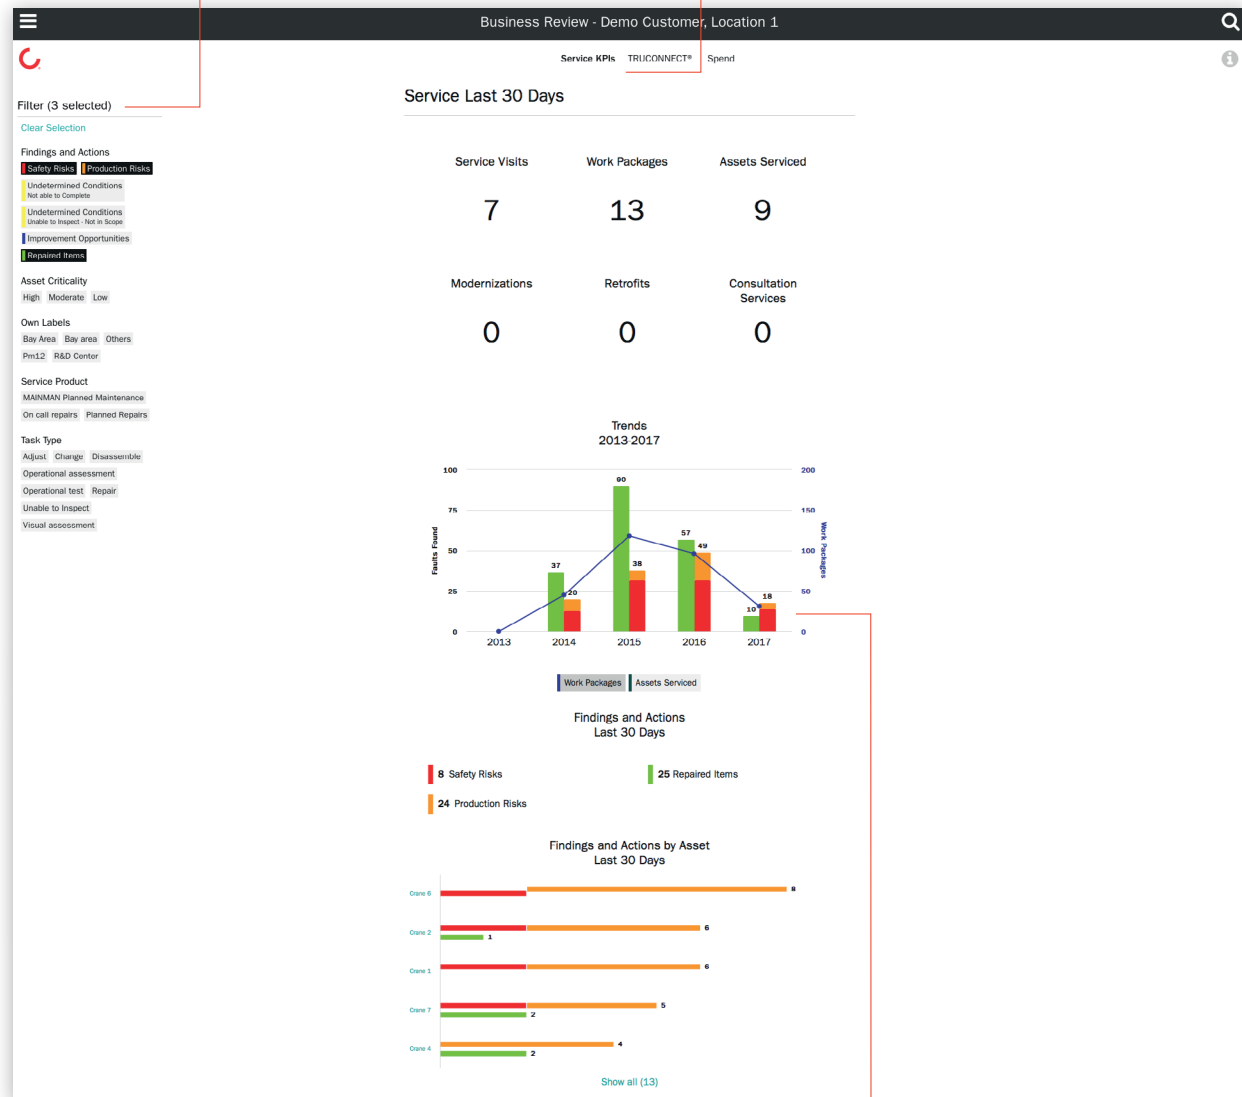 Business Review - Demo Customer, Location 1
Service KPIs TRUCONNECT® Spend
Filter (3 selected)
Clear Selection
Findings and Actions
Safety Risks Production Risks
Undetermined Conditions
Not able to Complete
Undetermined Conditions
Unable to Inspect - Not in Scope
Improvement Opportunities
Repaired Items
Asset Criticality
High Moderate Low
Own Labels
Bay Area Bay area Others
Pm12 R&D Center
Service Product
MAINMAN Planned Maintenance
On call repairs Planned Repairs
Task Type
Adjust Change Disassemble
Operational assessment
Operational test Repair
Unable to Inspect
Visual assessment
Service Last 30 Days
Service Visits Work Packages Assets Serviced
7 13 9
Modernizations Retrofits Consultation
Services
0 0 0
Trends
2013 2017
Faults Found
100
75
50
25
0
37
20
90
38
57
49
10
18
200
150
100
50
0
Work Packages
2013 2014 2015 2016 2017
Work Packages Assets Serviced
Findings and Actions
Last 30 Days
8 Safety Risks 25 Repaired Items
24 Production Risks
Findings and Actions by Asset
Last 30 Days
Crane 6 8
Crane 2 6
1
Crane 1 6
Crane 7 5
2
Crane 4 4
2
Show all (13)